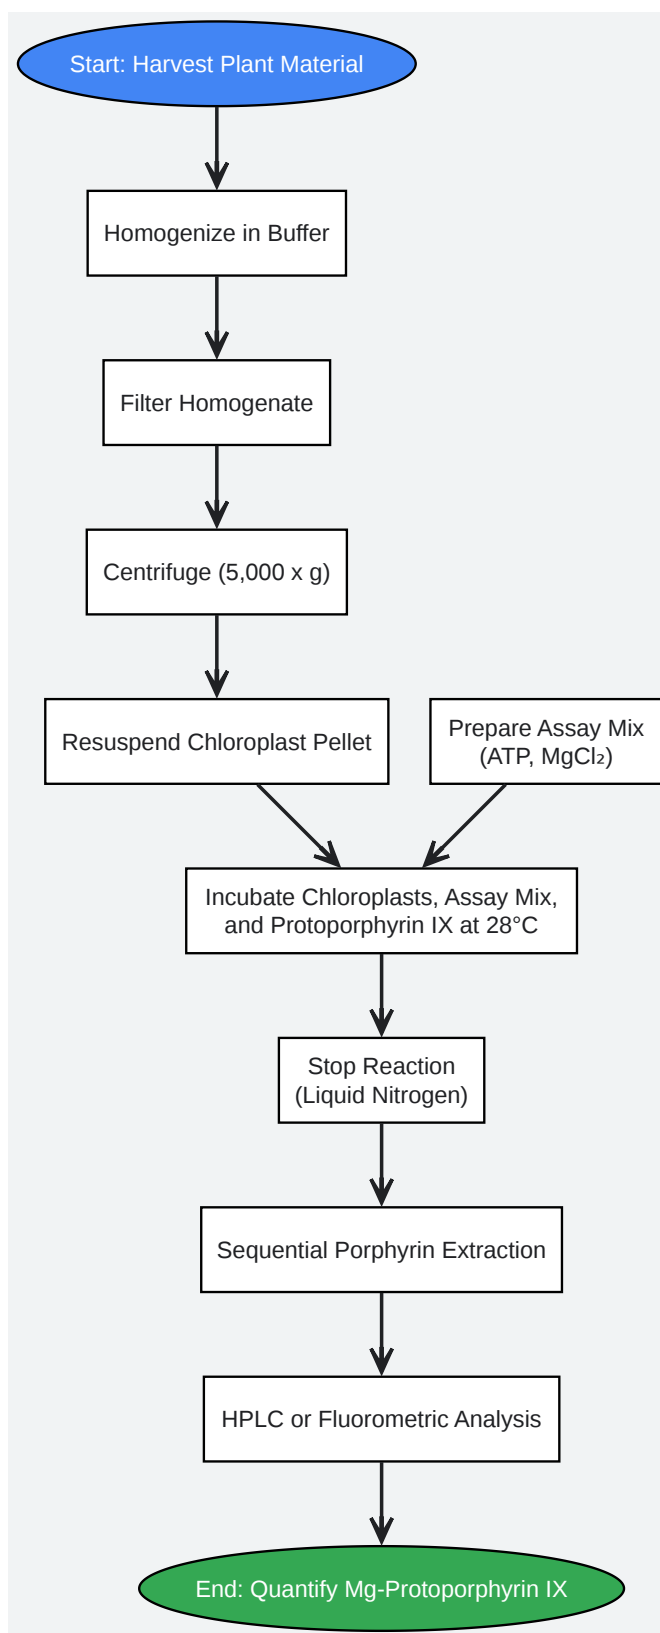 Start: Harvest Plant Material
Homogenize in Buffer
Filter Homogenate
Centrifuge (5,000 x g)
Resuspend Chloroplast Pellet
Prepare Assay Mix
(ATP, MgCl₂)
Incubate Chloroplasts, Assay Mix,
and Protoporphyrin IX at 28°C
Stop Reaction
(Liquid Nitrogen)
Sequential Porphyrin Extraction
HPLC or Fluorometric Analysis
End: Quantify Mg-Protoporphyrin IX